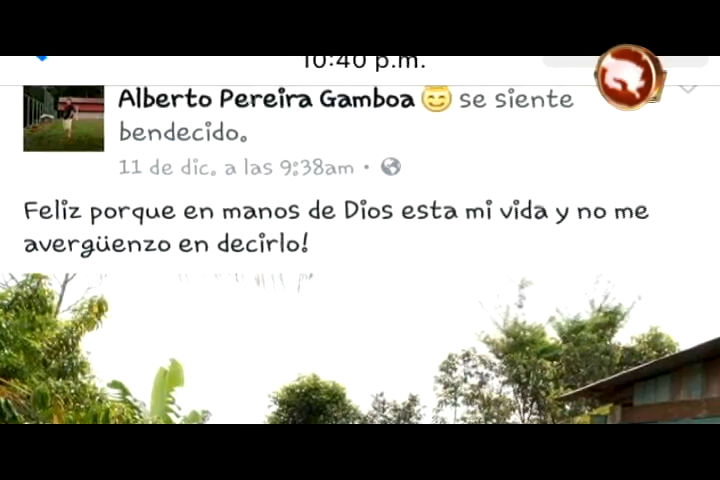 10:40 p.m.
Alberto Pereira Gamboa 😇 se siente
bendecido.
11 de dic. a las 9:38am •
Feliz porque en manos de Dios esta mi vida y no me
avergüenzo en decirlo!